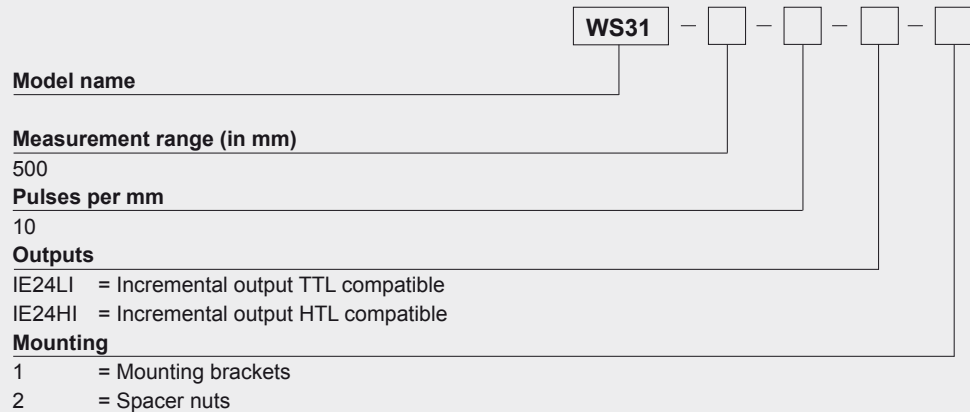 WS31 – – – –
Model name
Measurement range (in mm)
500
Pulses per mm
10
Outputs
IE24LI = Incremental output TTL compatible
IE24HI = Incremental output HTL compatible
Mounting
1 = Mounting brackets
2 = Spacer nuts